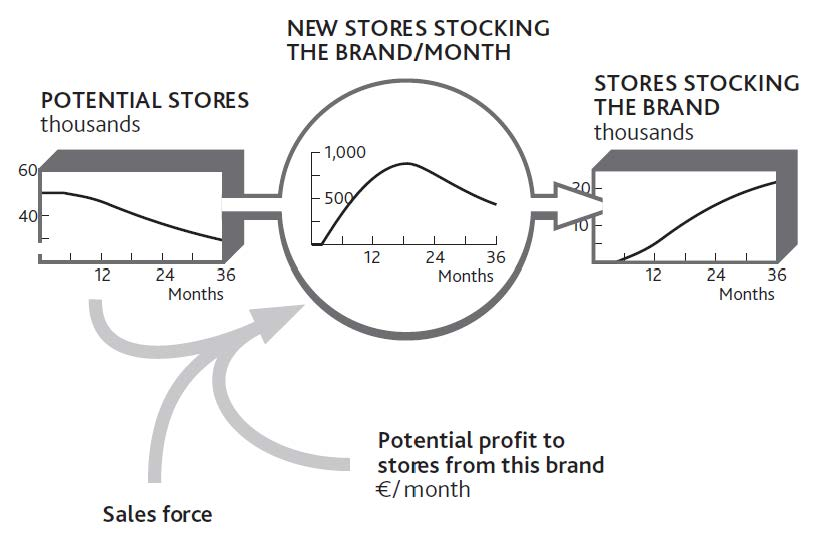 NEW STORES STOCKING
THE BRAND/MONTH
POTENTIAL STORES
thousands
STORES STOCKING
THE BRAND
thousands
60
40
12 24 36
Months
1,000
500
12 24 36
Months
20
10
12 24 36
Months
Potential profit to
stores from this brand
€/month
Sales force